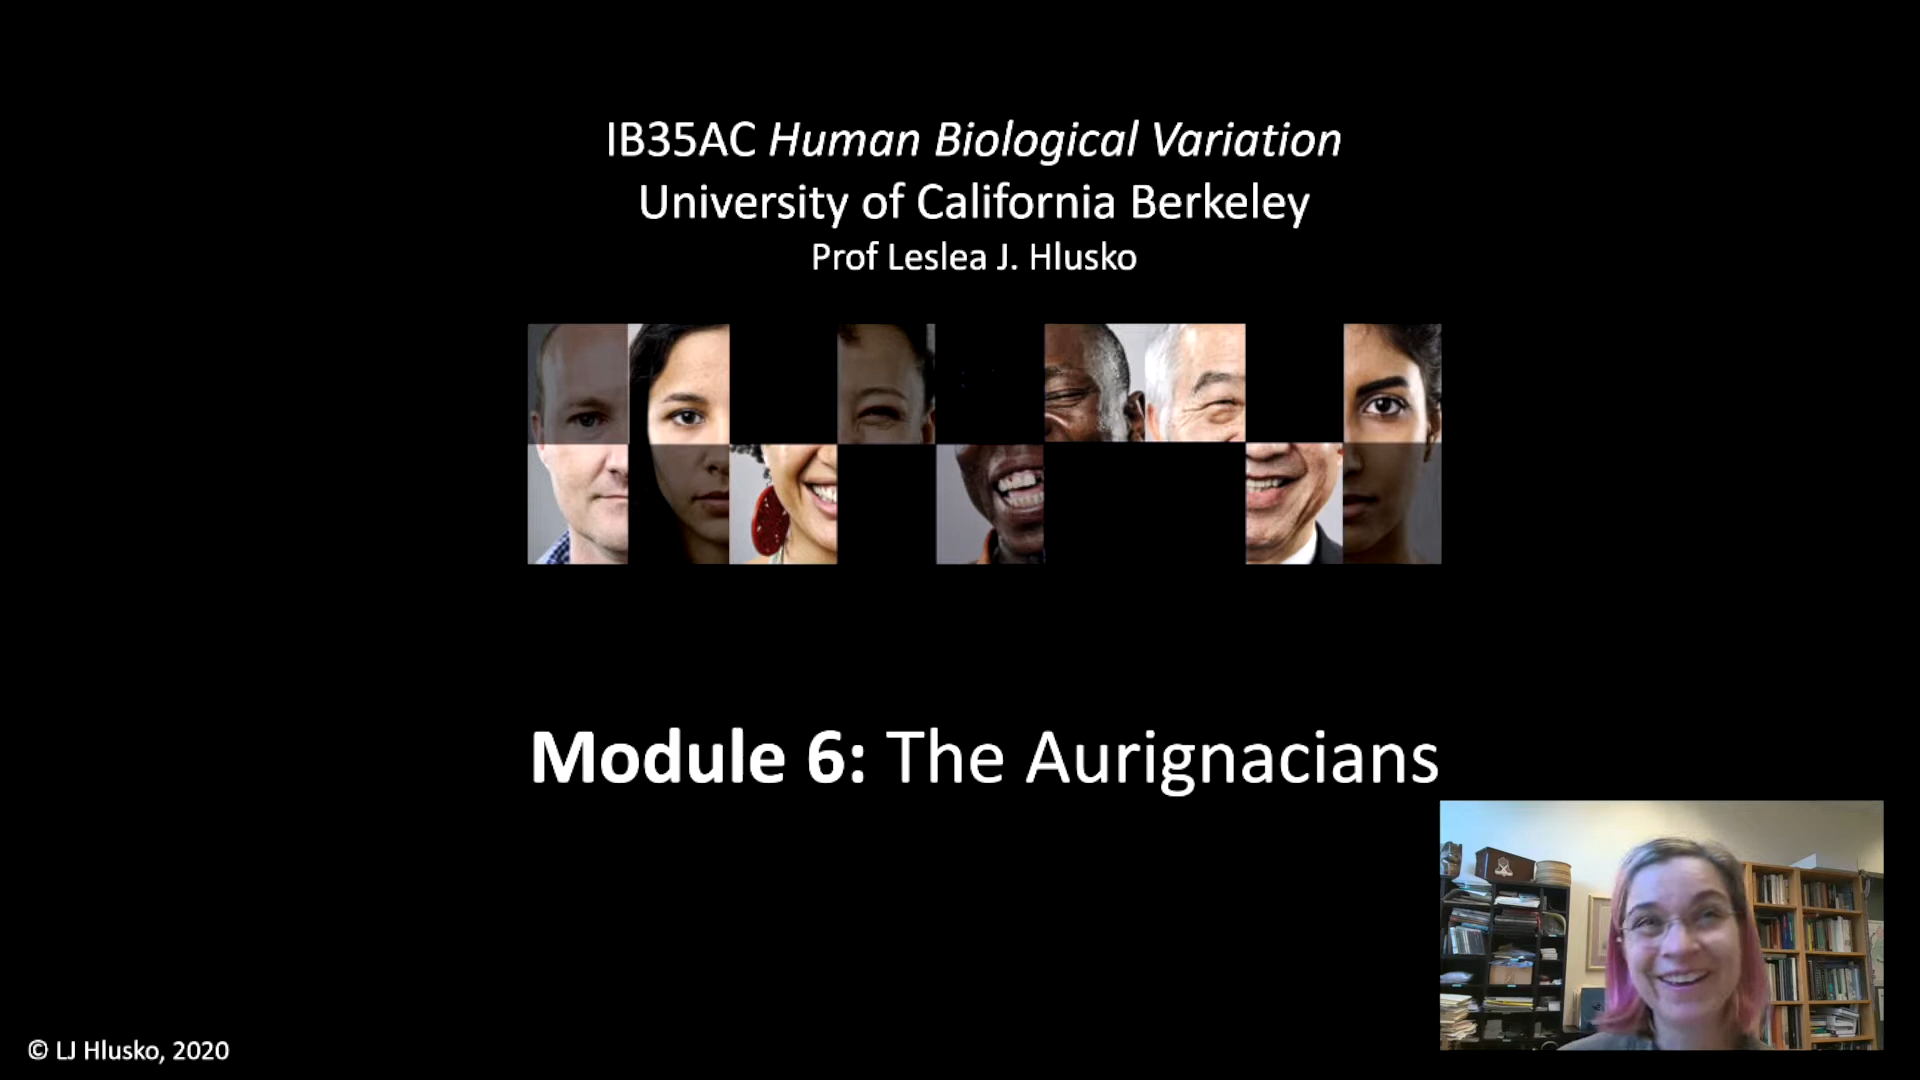 IB35AC Human Biological Variation
University of California Berkeley
Prof Leslea J. Hlusko
Module 6: The Aurignacians
© LJ Hlusko, 2020